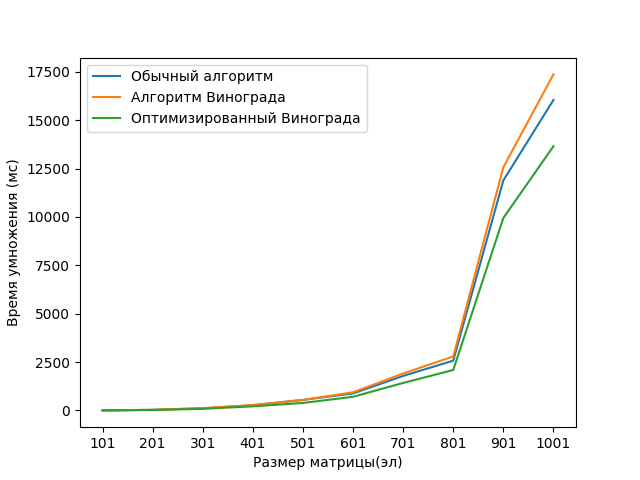 Обычный алгоритм
Алгоритм Винограда
Оптимизированный Винограда
17500
15000
12500
10000
7500
5000
2500
0
Время умножения (мс)
101 201 301 401 501 601 701 801 901 1001
Размер матрицы(эл)